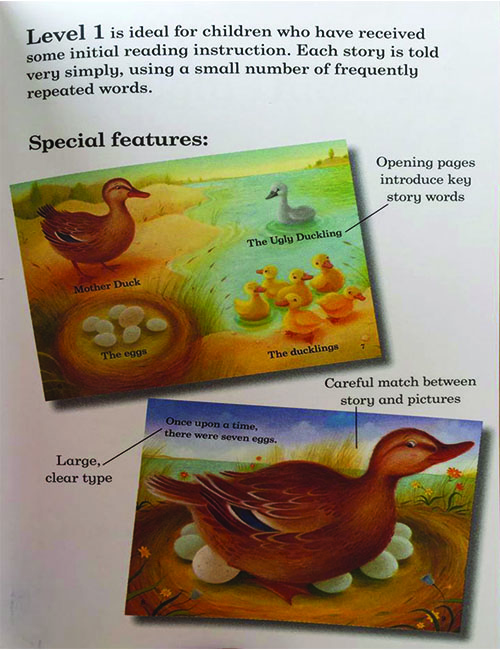 Level 1 is ideal for children who have received
some initial reading instruction. Each story is told
very simply, using a small number of frequently
repeated words.
Special features:
Opening pages
introduce key
story words
The Ugly Duckling
Mother Duck
The eggs
The ducklings
7
Careful match between
story and pictures
Once upon a time,
there were seven eggs.
Large,
clear type